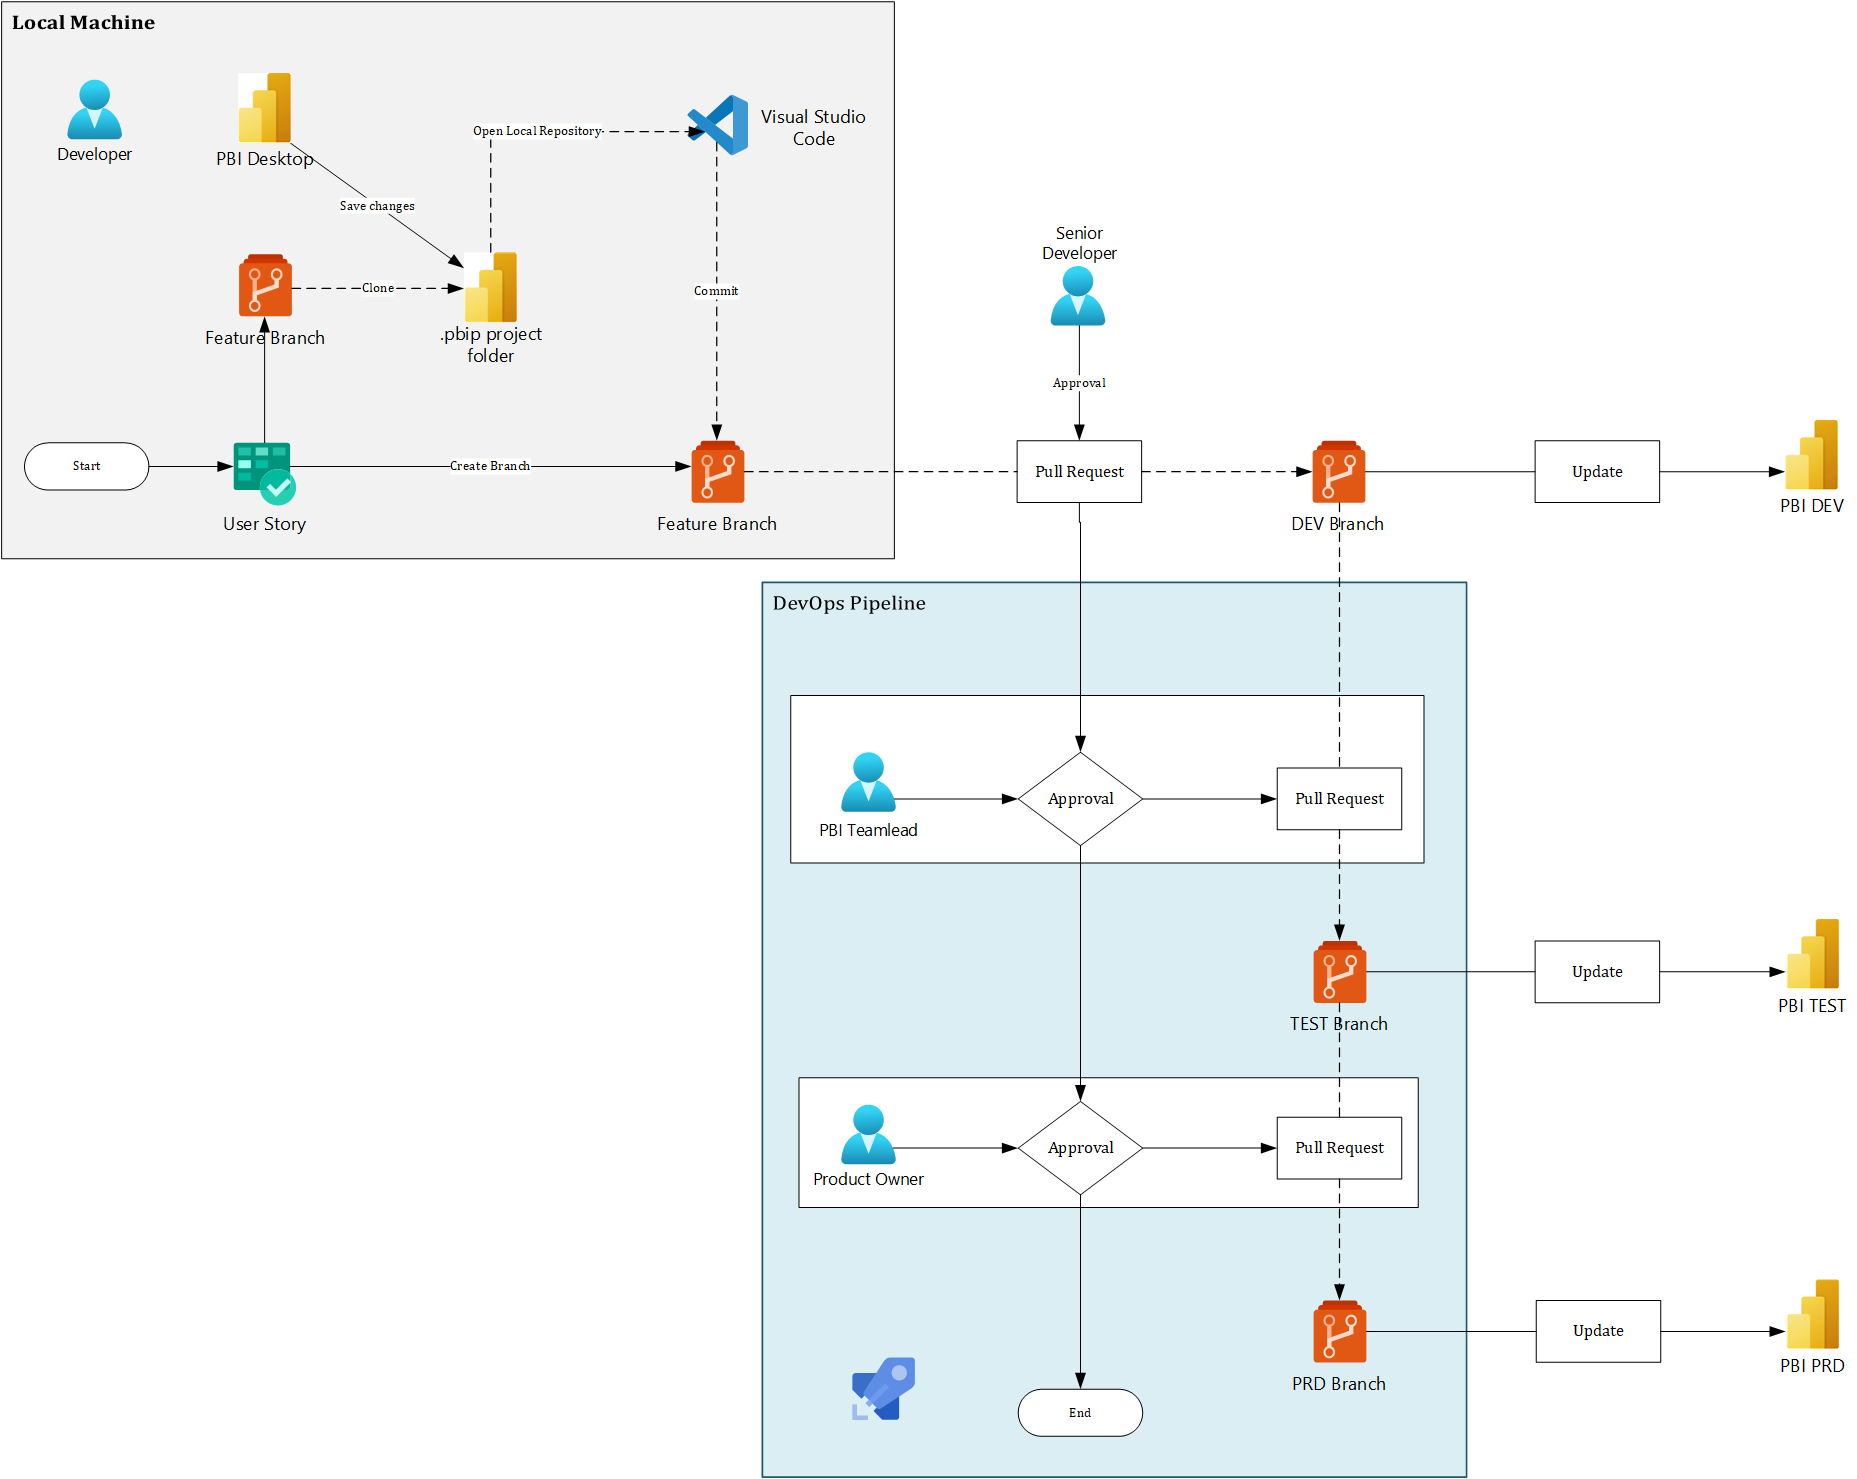 Local Machine
Developer
PBI Desktop
Open Local Repository
Visual Studio
Code
Save changes
Feature Branch
Clone
.pbip project
folder
Commit
Senior
Developer
Approval
Start
User Story
Create Branch
Feature Branch
Pull Request
DEV Branch
Update
PBI DEV
DevOps Pipeline
PBI Teamlead
Approval
Pull Request
TEST Branch
Update
PBI TEST
Product Owner
Approval
Pull Request
PRD Branch
Update
PBI PRD
End